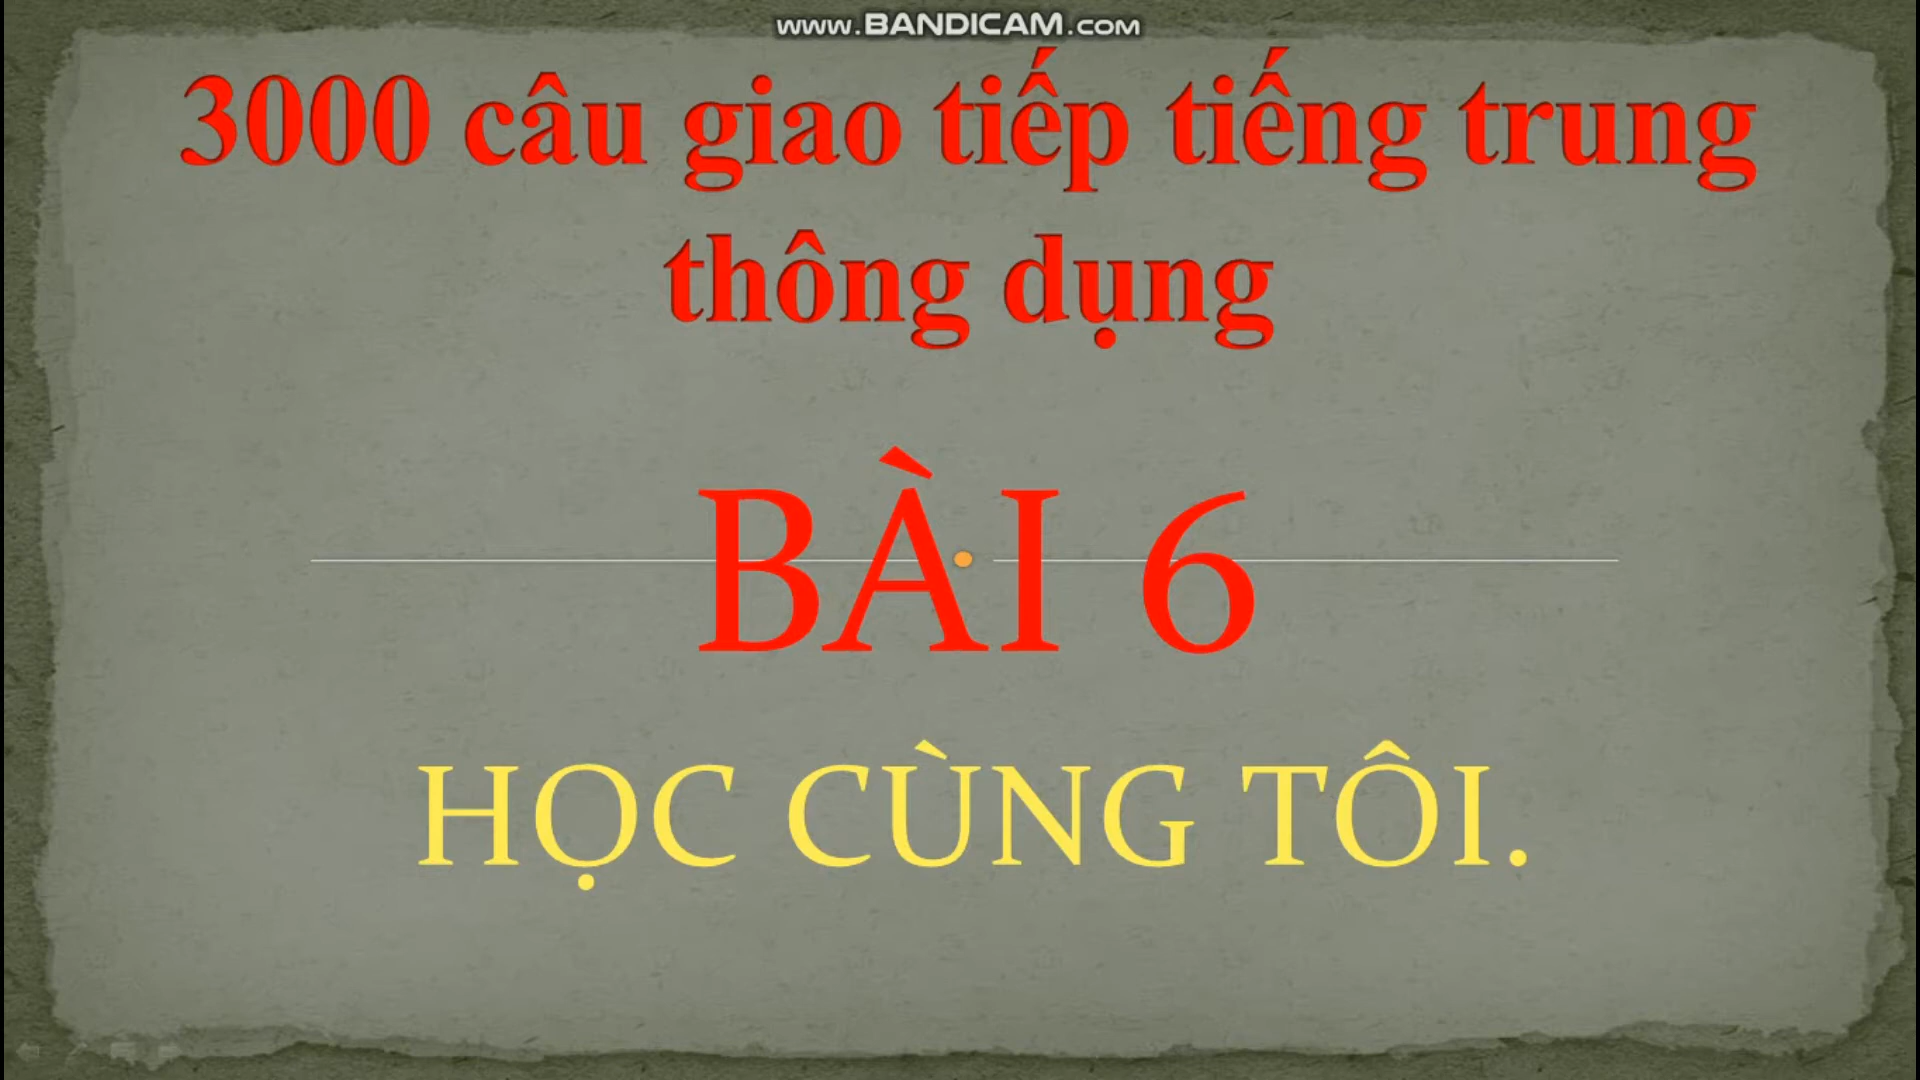 www.BANDICAM.com
3000 câu giao tiếp tiếng trung
thông dụng
BÀI 6
HỌC CÙNG TÔI.